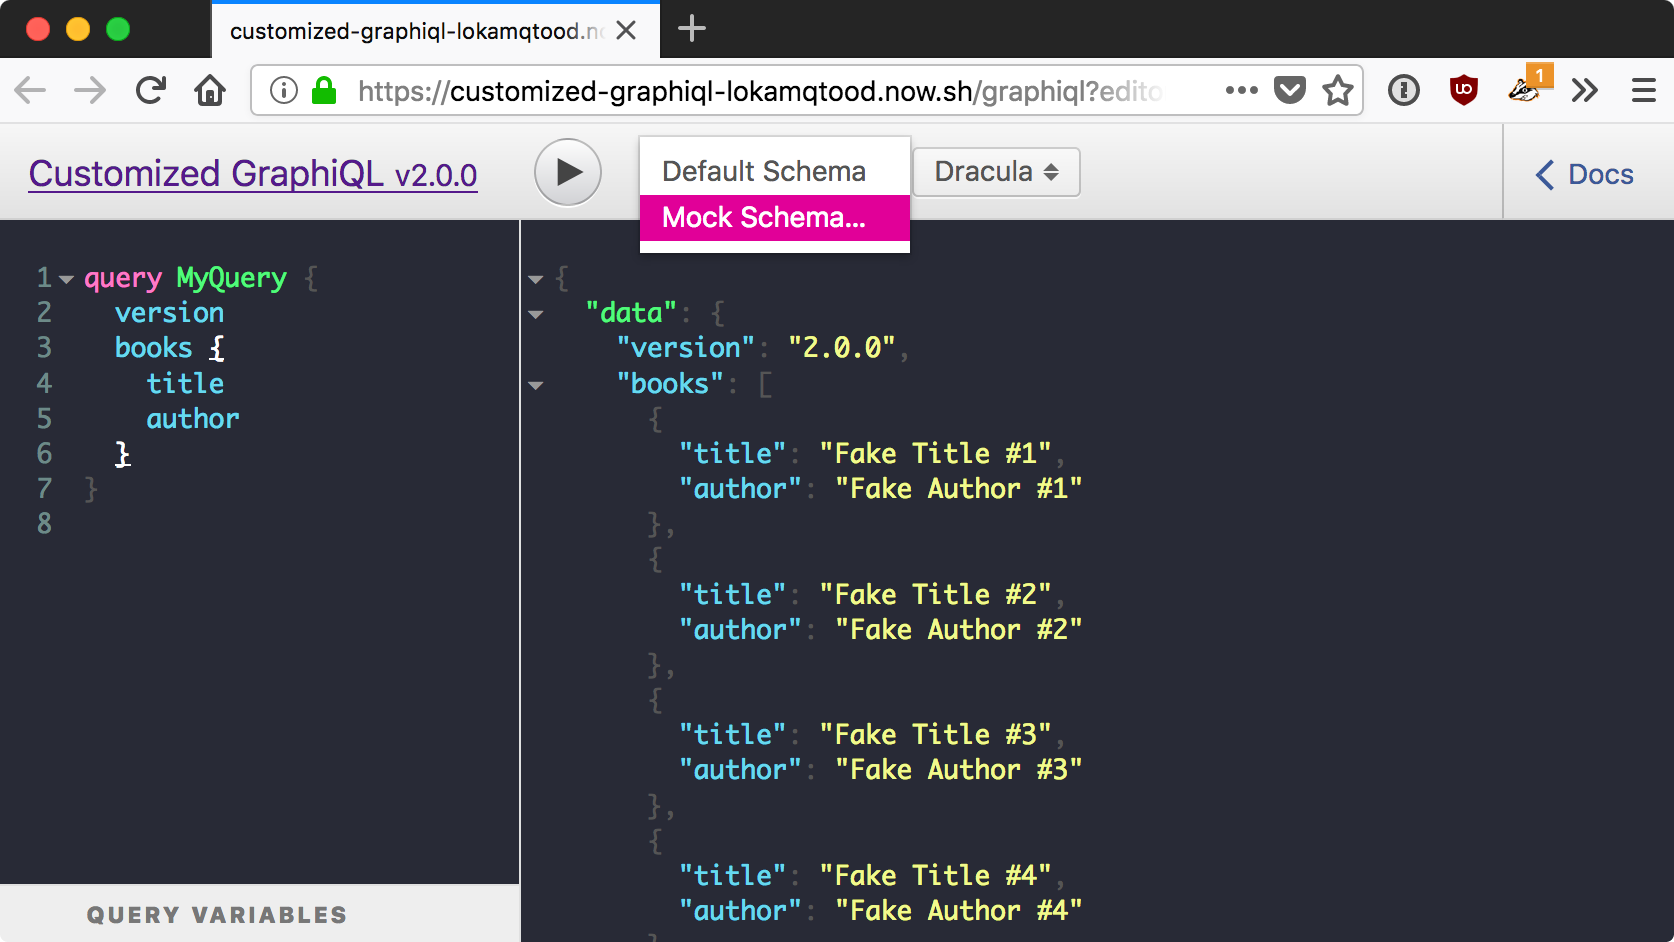 customized-graphiql-lokamqtood.n
https://customized-graphiql-lokamqtood.now.sh/graphiql?edito
1
Customized GraphiQL v2.0.0
Default Schema
Mock Schema...
Dracula
Docs
1 query MyQuery {
2 version
3 books {
4 title
5 author
6 }
7 }
8
QUERY VARIABLES
{
"data": {
"version": "2.0.0",
"books": [
{
"title": "Fake Title #1",
"author": "Fake Author #1"
},
{
"title": "Fake Title #2",
"author": "Fake Author #2"
},
{
"title": "Fake Title #3",
"author": "Fake Author #3"
},
{
"title": "Fake Title #4",
"author": "Fake Author #4"